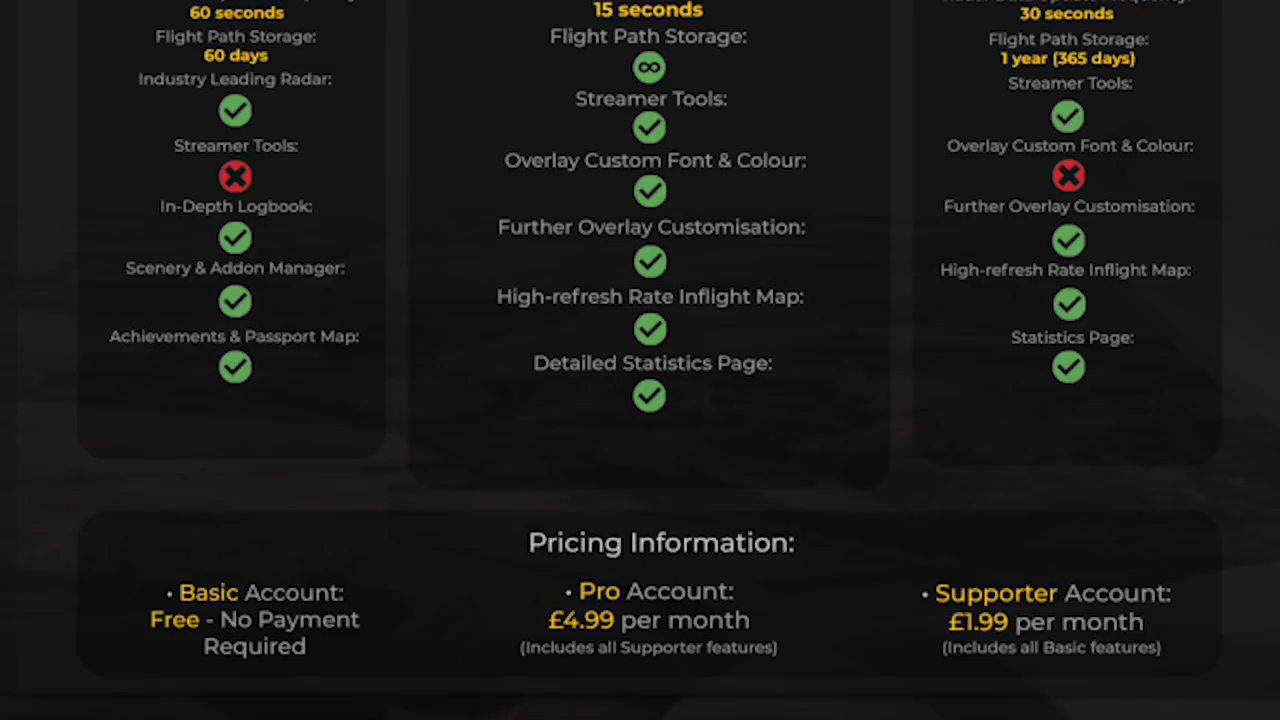 60 seconds
Flight Path Storage:
60 days
Industry Leading Radar:
Streamer Tools:
In-Depth Logbook:
Scenery & Addon Manager:
Achievements & Passport Map:
15 seconds
Flight Path Storage:
∞
Streamer Tools:
Overlay Custom Font & Colour:
Further Overlay Customisation:
High-refresh Rate Inflight Map:
Detailed Statistics Page:
30 seconds
Flight Path Storage:
1 year (365 days)
Streamer Tools:
Overlay Custom Font & Colour:
Further Overlay Customisation:
High-refresh Rate Inflight Map:
Statistics Page:
Pricing Information:
• Basic Account:
Free - No Payment
Required
• Pro Account:
£4.99 per month
(Includes all Supporter features)
• Supporter Account:
£1.99 per month
(Includes all Basic features)